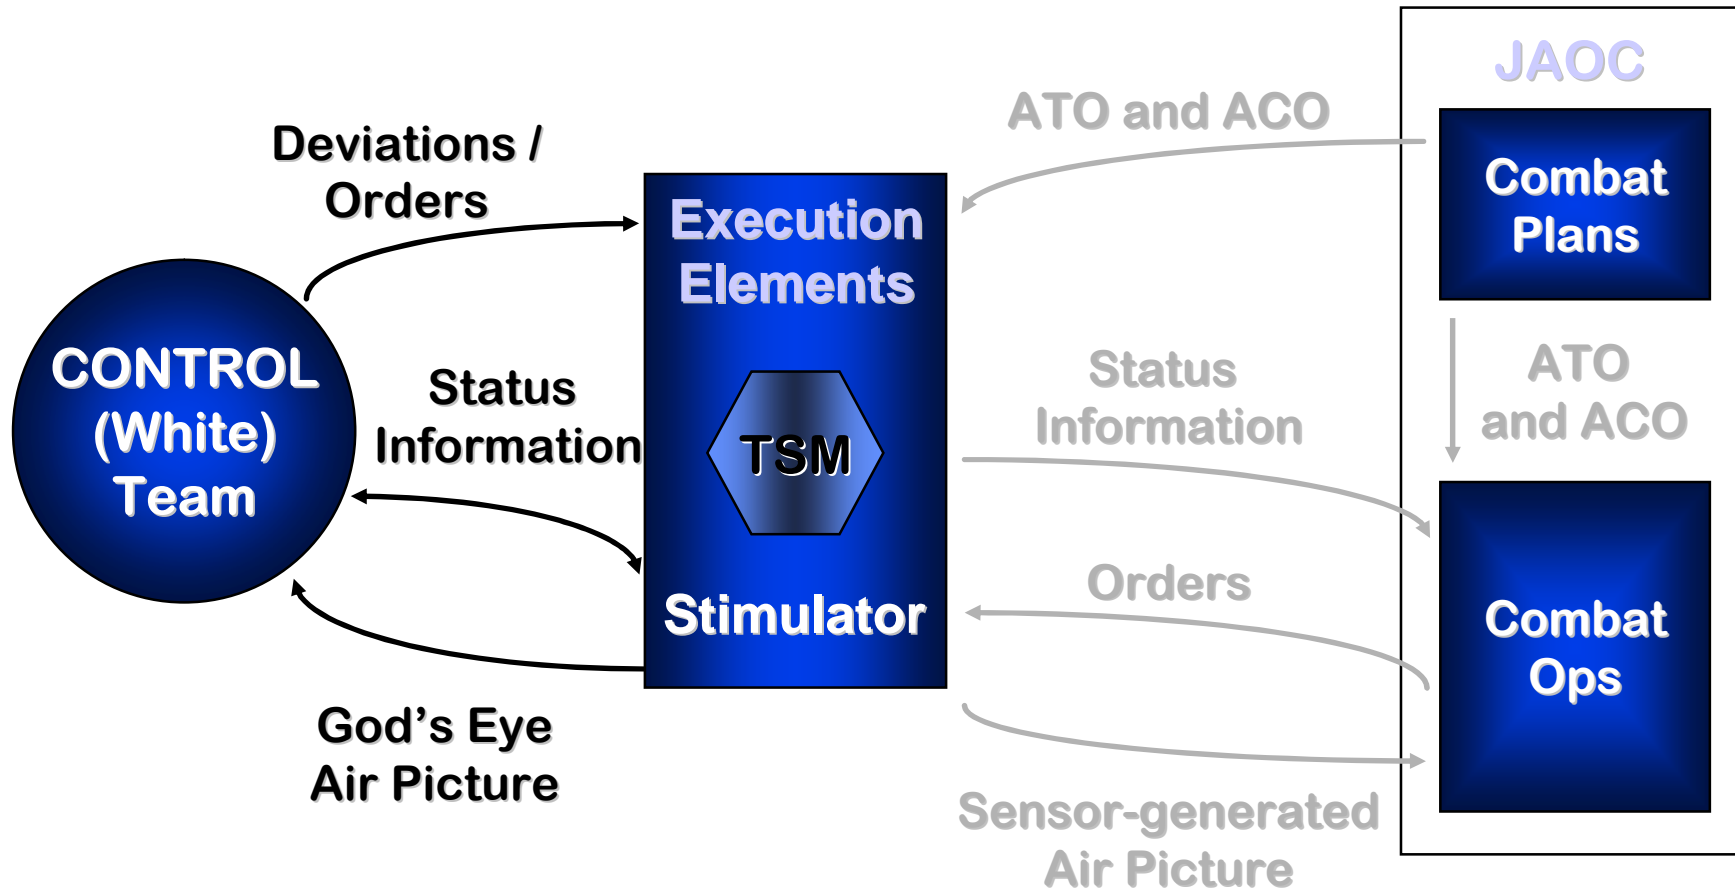 JAOC
ATO and ACO
Deviations /
Orders
Combat
Plans
Execution
Elements
CONTROL
(White)
Team
Status
Information
TSM
Status
Information
ATO
and ACO
Stimulator
Orders
Combat
Ops
God’s Eye
Air Picture
Sensor-generated
Air Picture